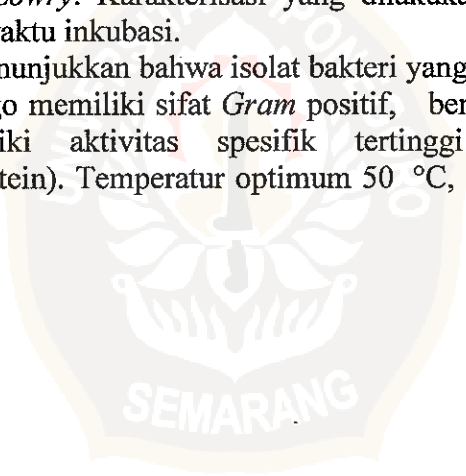 Lowry. Karakterisasi yang dilakuka
aktu inkubasi.
nunjukkan bahwa isolat bakteri yang
go memiliki sifat Gram positif, ber
iki aktivitas spesifik tertinggi
tein). Temperatur optimum 50 °C,
SEMARANG